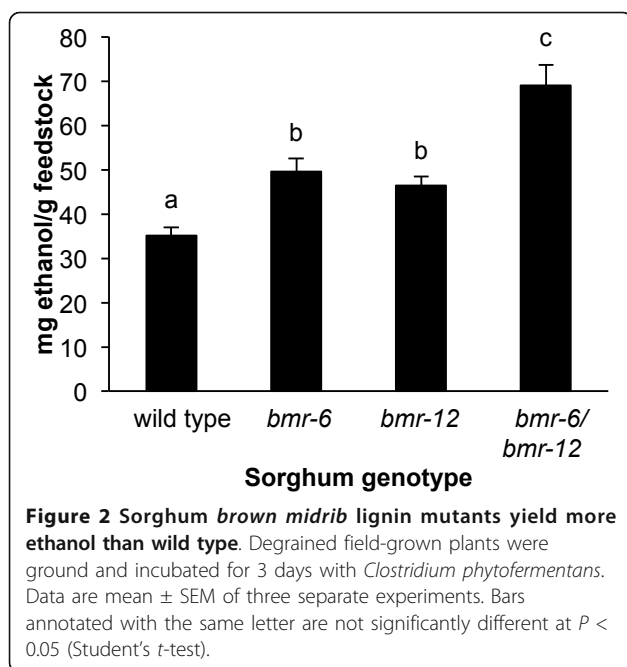 80
70
60
50
40
30
20
10
0
mg ethanol/g feedstock
a
b
b
c
wild type
bmr-6
bmr-12
bmr-6/
bmr-12
Sorghum genotype
Figure 2 Sorghum brown midrib lignin mutants yield more
ethanol than wild type. Degrained field-grown plants were
ground and incubated for 3 days with Clostridium phytofermentans.
Data are mean ± SEM of three separate experiments. Bars
annotated with the same letter are not significantly different at P <
0.05 (Student's t-test).